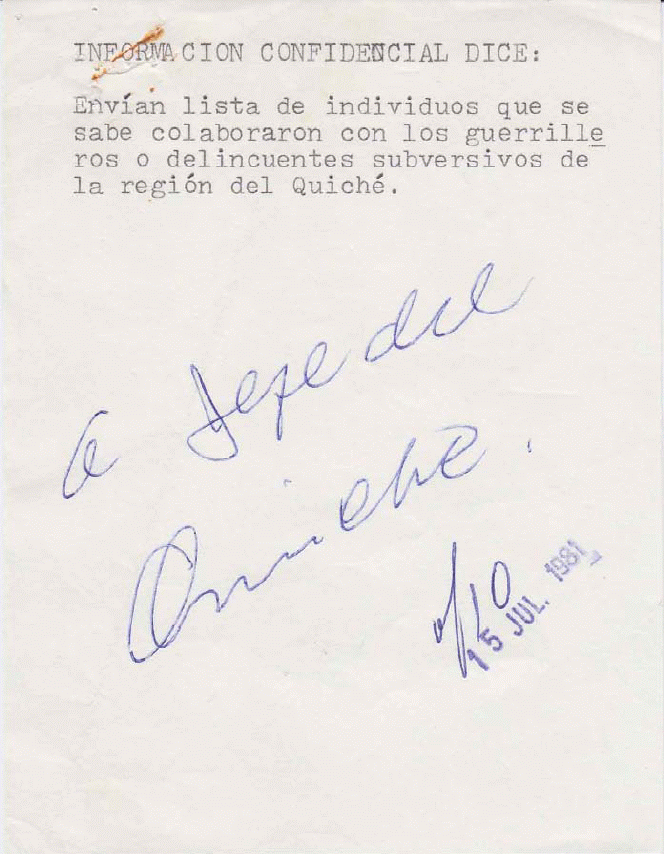 INFORMACION CONFIDENCIAL DICE:
Envían lista de individuos que se
sabe colaboraron con los guerrille
ros o delincuentes subversivos de
la región del Quiché.
a Jefe del
Quiché.
15 JUL. 1981